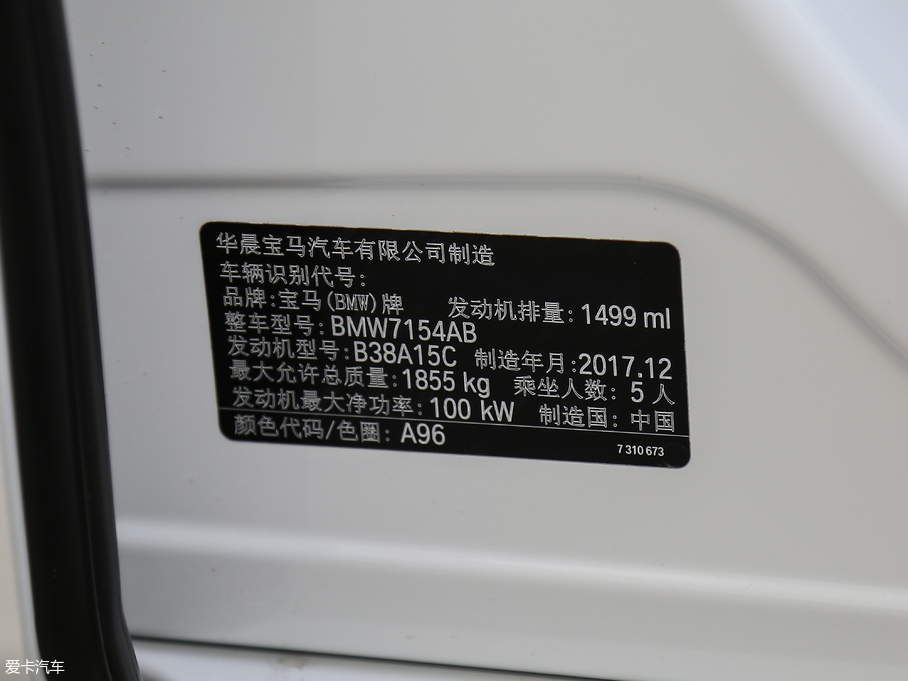 华晨宝马汽车有限公司制造
车辆识别代号:
品牌:宝马(BMW)牌 发动机排量: 1499 ml
整车型号: BMW7154AB
发动机型号: B38A15C 制造年月: 2017.12
最大允许总质量: 1855 kg 乘坐人数: 5 人
发动机最大净功率: 100 kW 制造国: 中国
颜色代码/色圈: A96
7 310 673
爱卡汽车